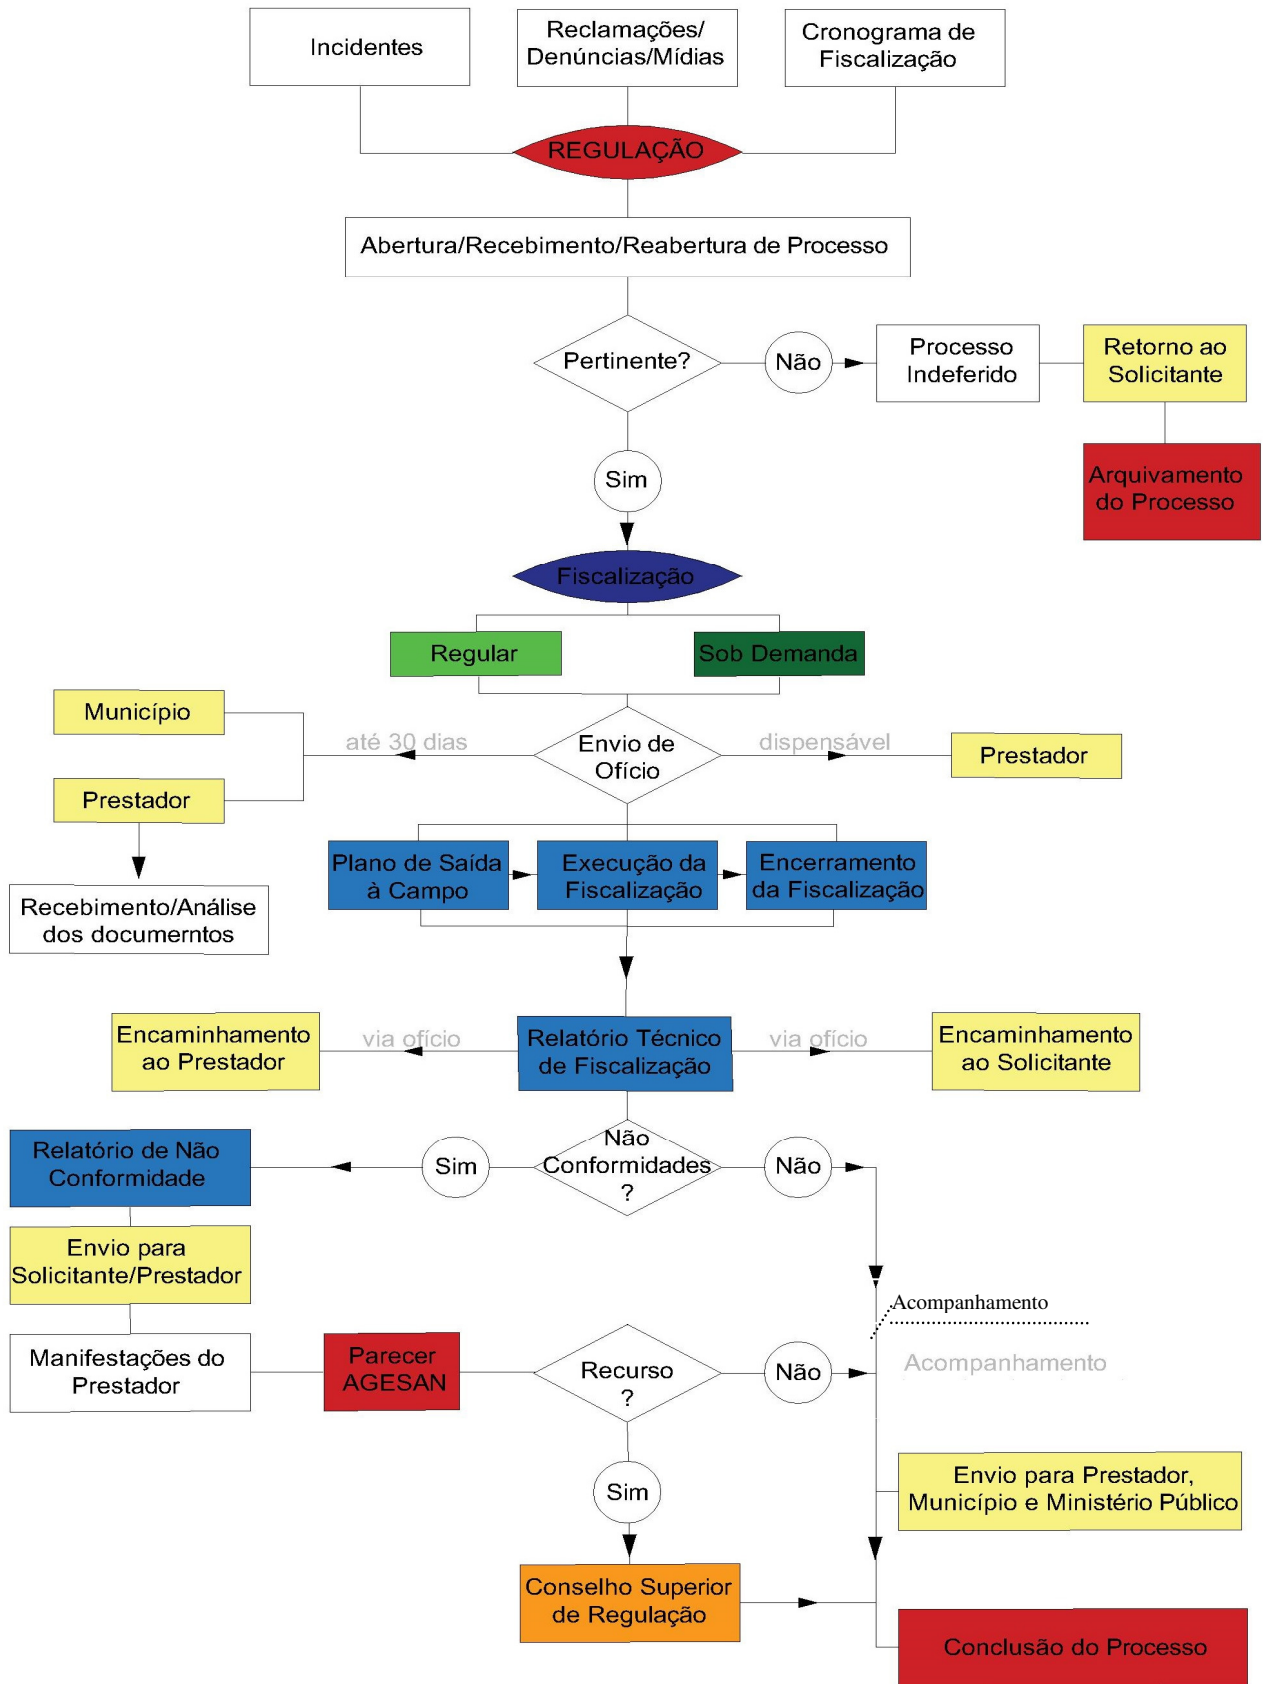 Incidentes
Reclamações/
Denúncias/Mídias
Cronograma de
Fiscalização
REGULAÇÃO
Abertura/Recebimento/Reabertura de Processo
Pertinente?
Não
Processo
Indeferido
Retorno ao
Solicitante
Sim
Arquivamento
do Processo
Fiscalização
Regular
Sob Demanda
Município
até 30 dias
Envio de
Ofício
dispensável
Prestador
Prestador
Plano de Saída
à Campo
Execução da
Fiscalização
Encerramento
da Fiscalização
Recebimento/Análise
dos documerntos
Encaminhamento
ao Prestador
via ofício
Relatório Técnico
de Fiscalização
via ofício
Encaminhamento
ao Solicitante
Relatório de Não
Conformidade
Sim
Não
Conformidades
?
Não
Envio para
Solicitante/Prestador
Acompanhamento
Acompanhamento
Manifestações do
Prestador
Parecer
AGESAN
Recurso
?
Não
Sim
Envio para Prestador,
Município e Ministério Público
Conselho Superior
de Regulação
Conclusão do Processo